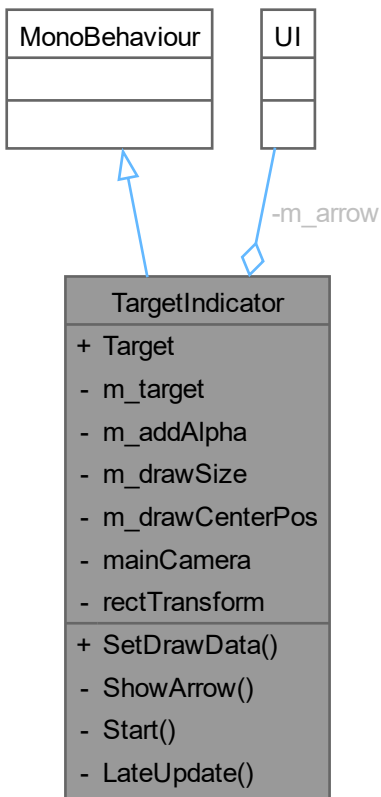 MonoBehaviour
UI
-m_arrow
TargetIndicator
+ Target
- m_target
- m_addAlpha
- m_drawSize
- m_drawCenterPos
- mainCamera
- rectTransform
+ SetDrawData()
- ShowArrow()
- Start()
- LateUpdate()